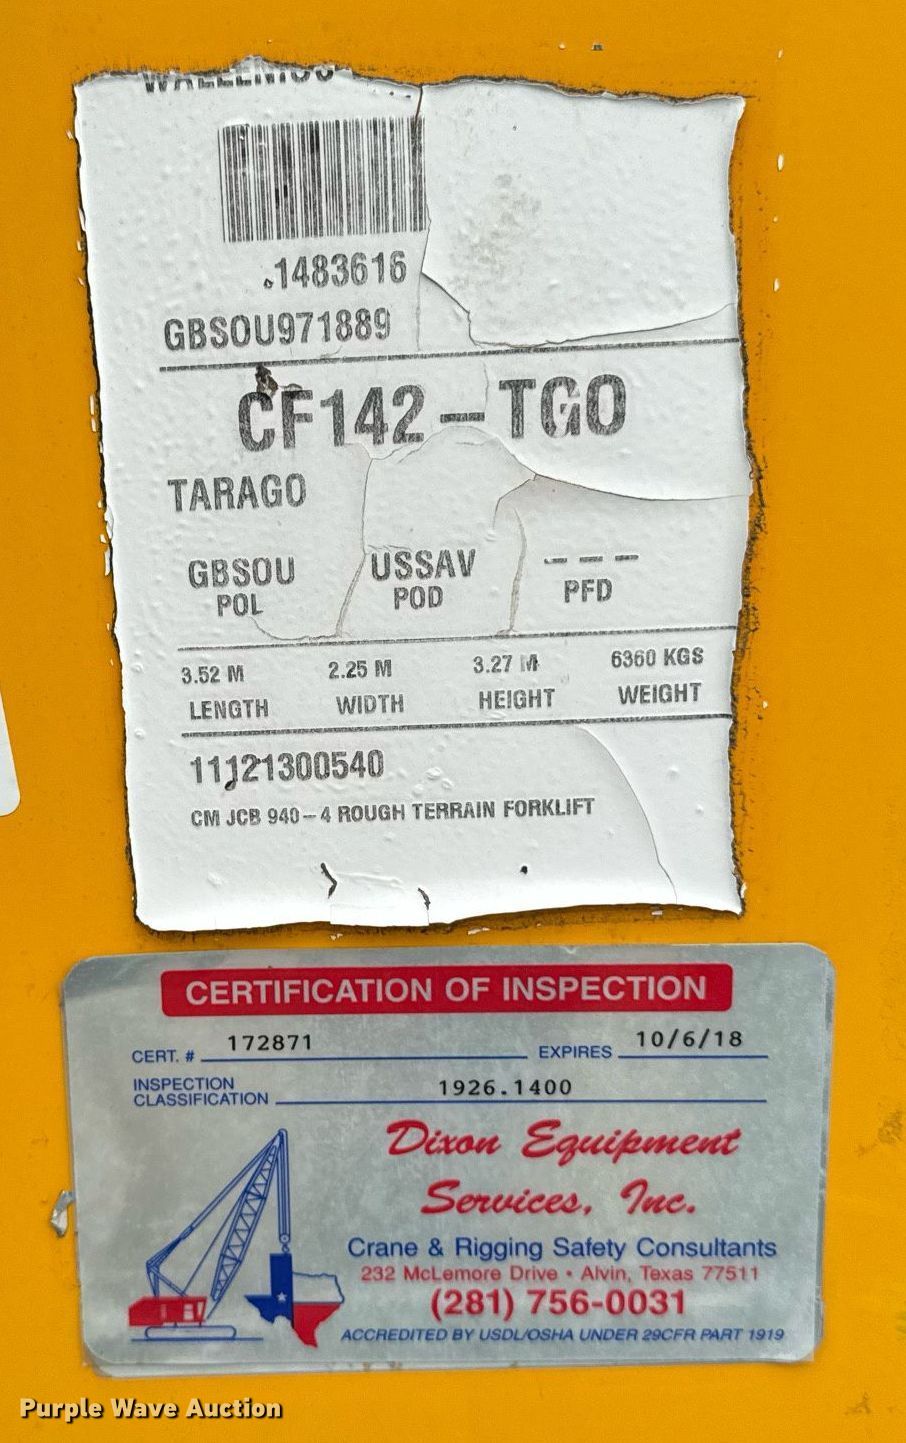 .1483616
GBSOU971889
CF142-TGO
TARAGO
GBSOU USSAV ---
POL POD PFD
3.52 M 2.25 M 3.27 M 6360 KGS
LENGTH WIDTH HEIGHT WEIGHT
11121300540
CM JCB 940-4 ROUGH TERRAIN FORKLIFT
CERTIFICATION OF INSPECTION
CERT. # 172871 EXPIRES 10/6/18
INSPECTION
CLASSIFICATION 1926.1400
Dixon Equipment
Services, Inc.
Crane & Rigging Safety Consultants
232 McLemore Drive • Alvin, Texas 77511
(281) 756-0031
ACCREDITED BY USDL/OSHA UNDER 29CFR PART 1919
Purple Wave Auction